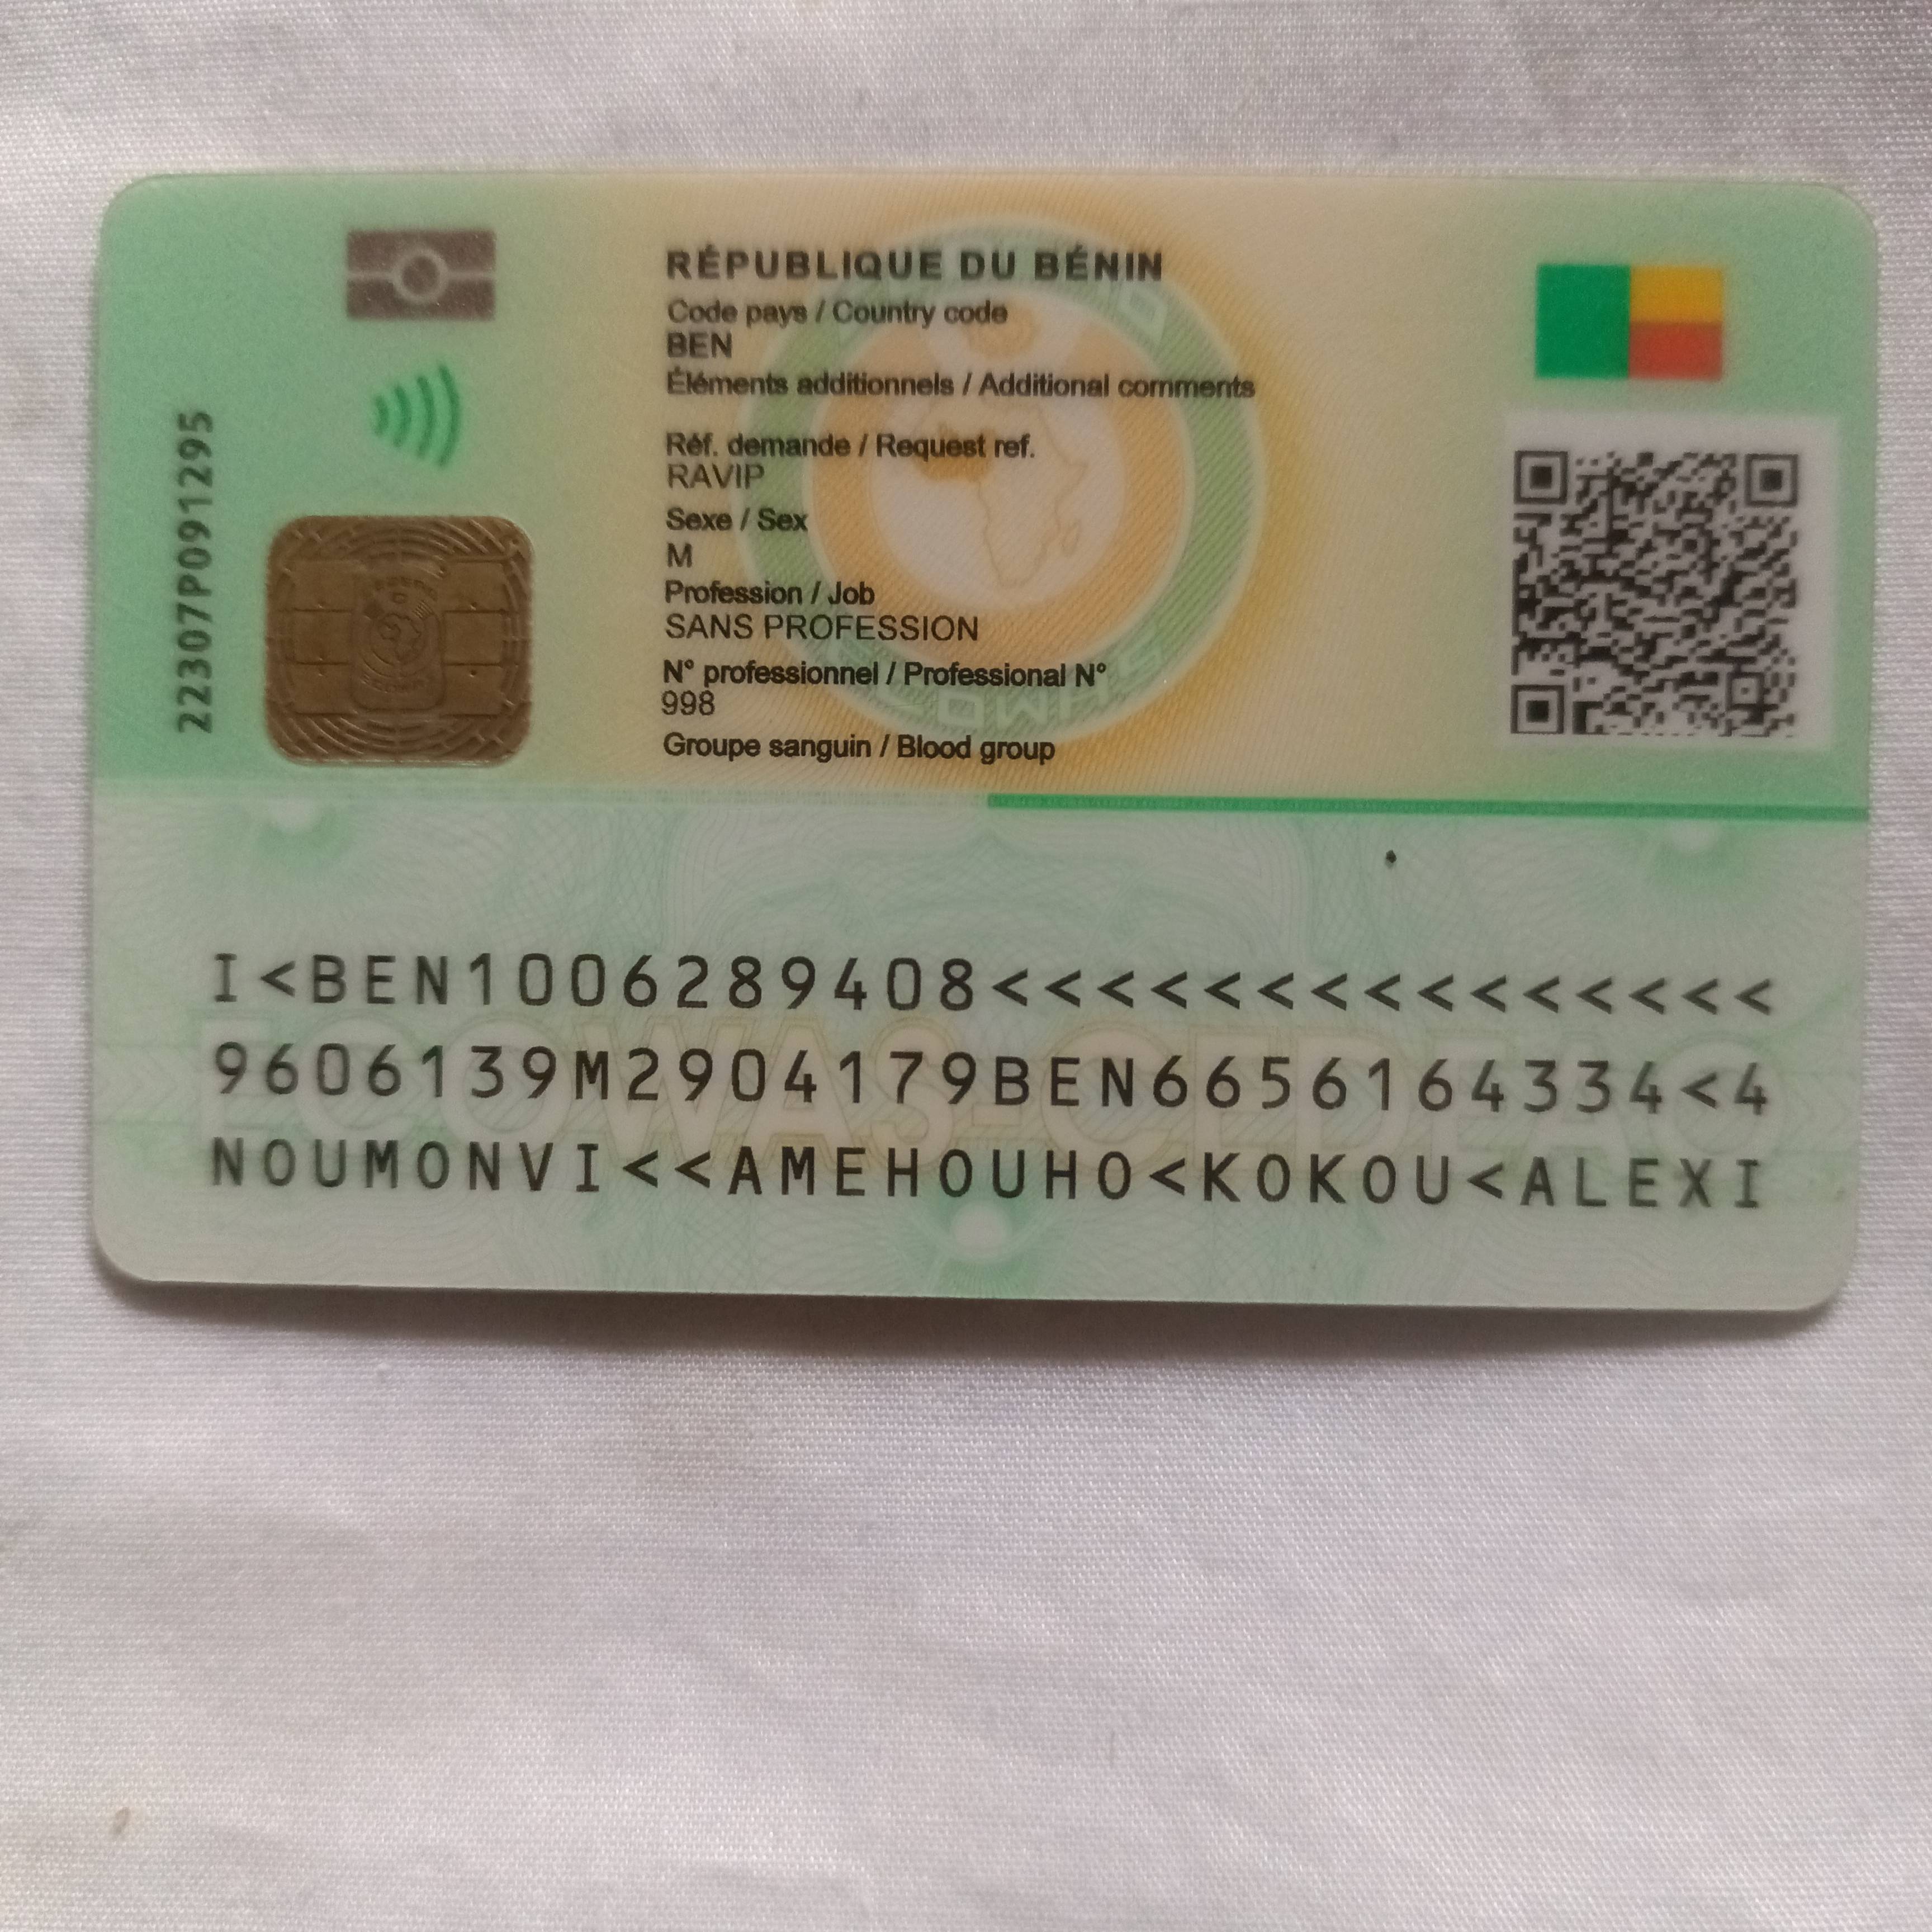 RÉPUBLIQUE DU BÉNIN
Code pays / Country code
BEN
Éléments additionnels / Additional comments
Réf. demande / Request ref.
RAVIP
Sexe / Sex
M
Profession / Job
SANS PROFESSION
N° professionnel / Professional N°
998
Groupe sanguin / Blood group
22307P091295
I<BEN1006289408<<<<<<<<<<<<<<<
9606139M2904179BEN6656164334<4
NOUMONVI<<AMEHOUHO<KOKOU<ALEXI
ECOWAS-CEDEAO